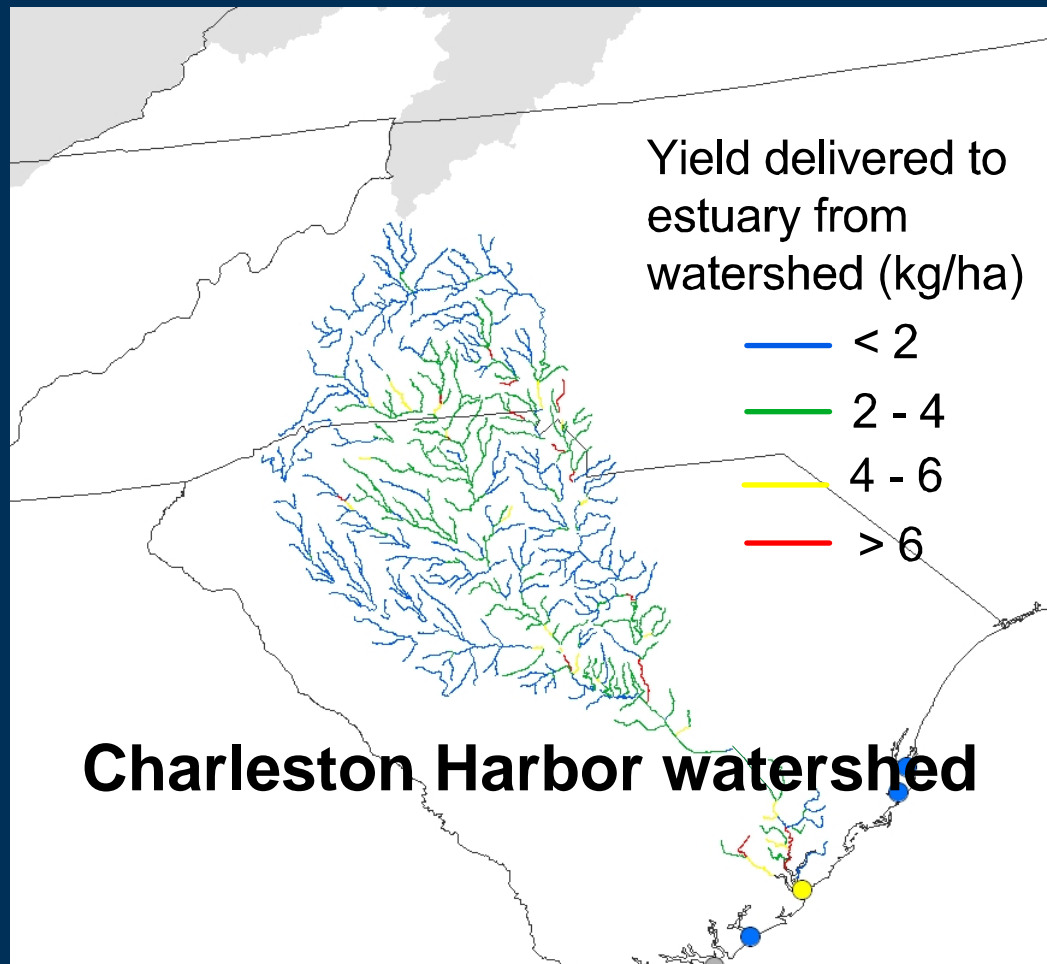 Yield delivered to
estuary from
watershed (kg/ha)
< 2
2 - 4
4 - 6
> 6
Charleston Harbor watershed